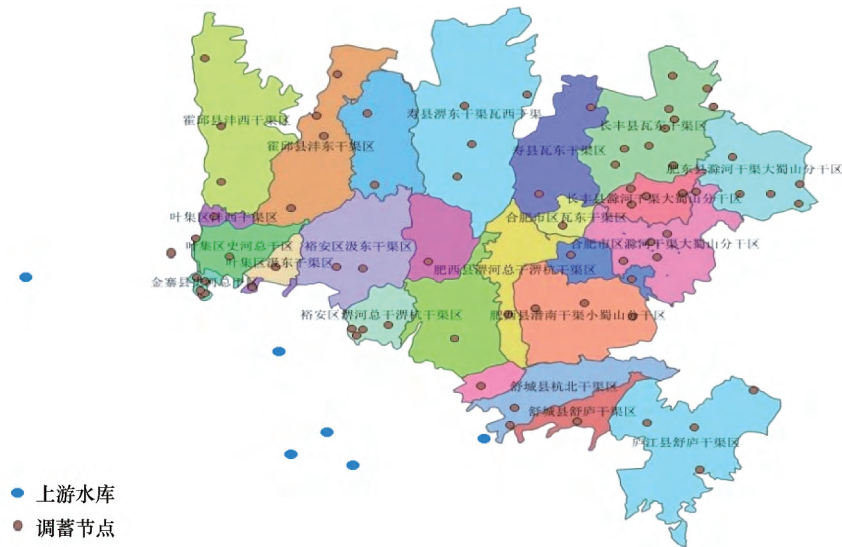 寿县淠东干渠瓦西干渠
霍邱县沣西干渠区
长丰县瓦东干渠区
霍邱县沣东干渠区
寿县瓦东干渠区
肥东县滁河干渠大蜀山分干区
长丰县滁河干渠大蜀山分干区
叶集区沣西干渠区
合肥市区瓦东干渠区
叶集区史河总干区
裕安区汲东干渠区
合肥市区滁河干渠大蜀山分干区
叶集区汲东干渠区
肥西县淠河总干淠杭干渠区
金寨县史河总干区
裕安区淠河总干淠杭干渠区
肥西县潜南干渠小蜀山分干区
舒城县杭北干渠区
舒城县舒庐干渠区
庐江县舒庐干渠区
上游水库
调蓄节点